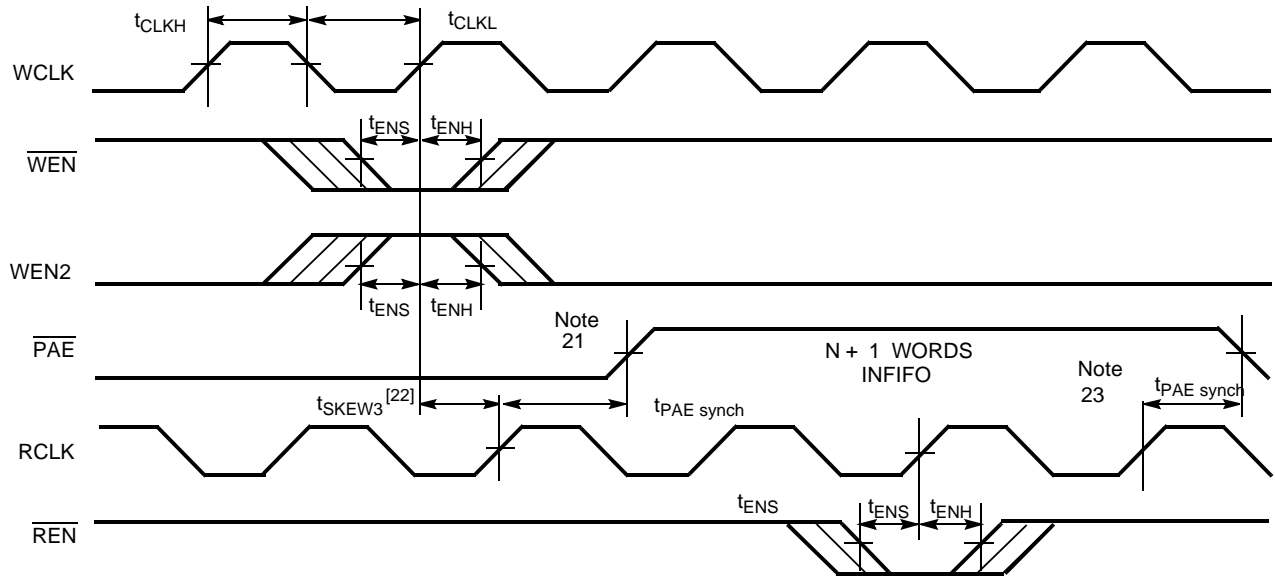 tCLKH
tCLKL
WCLK
tENS
tENH
WEN
WEN2
tENS
tENH
Note
21
PAE
N + 1 WORDS
INFIFO
Note
23
tSKEW3 [22]
tPAE synch
tPAE synch
RCLK
tENS
tENS
tENH
REN